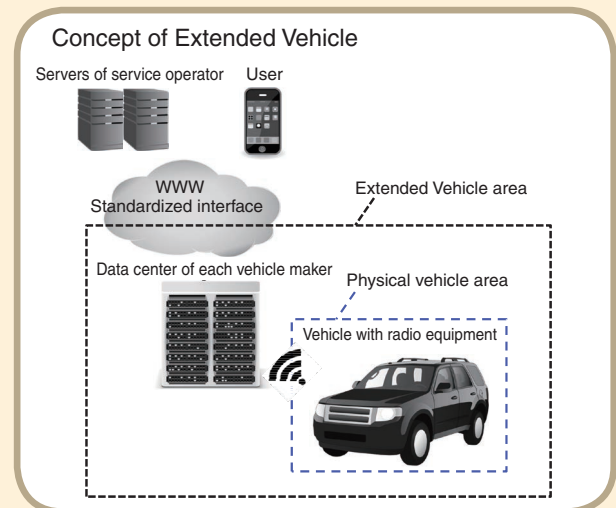 Concept of Extended Vehicle
Servers of service operator
User
WWW
Standardized interface
Extended Vehicle area
Data center of each vehicle maker
Physical vehicle area
Vehicle with radio equipment